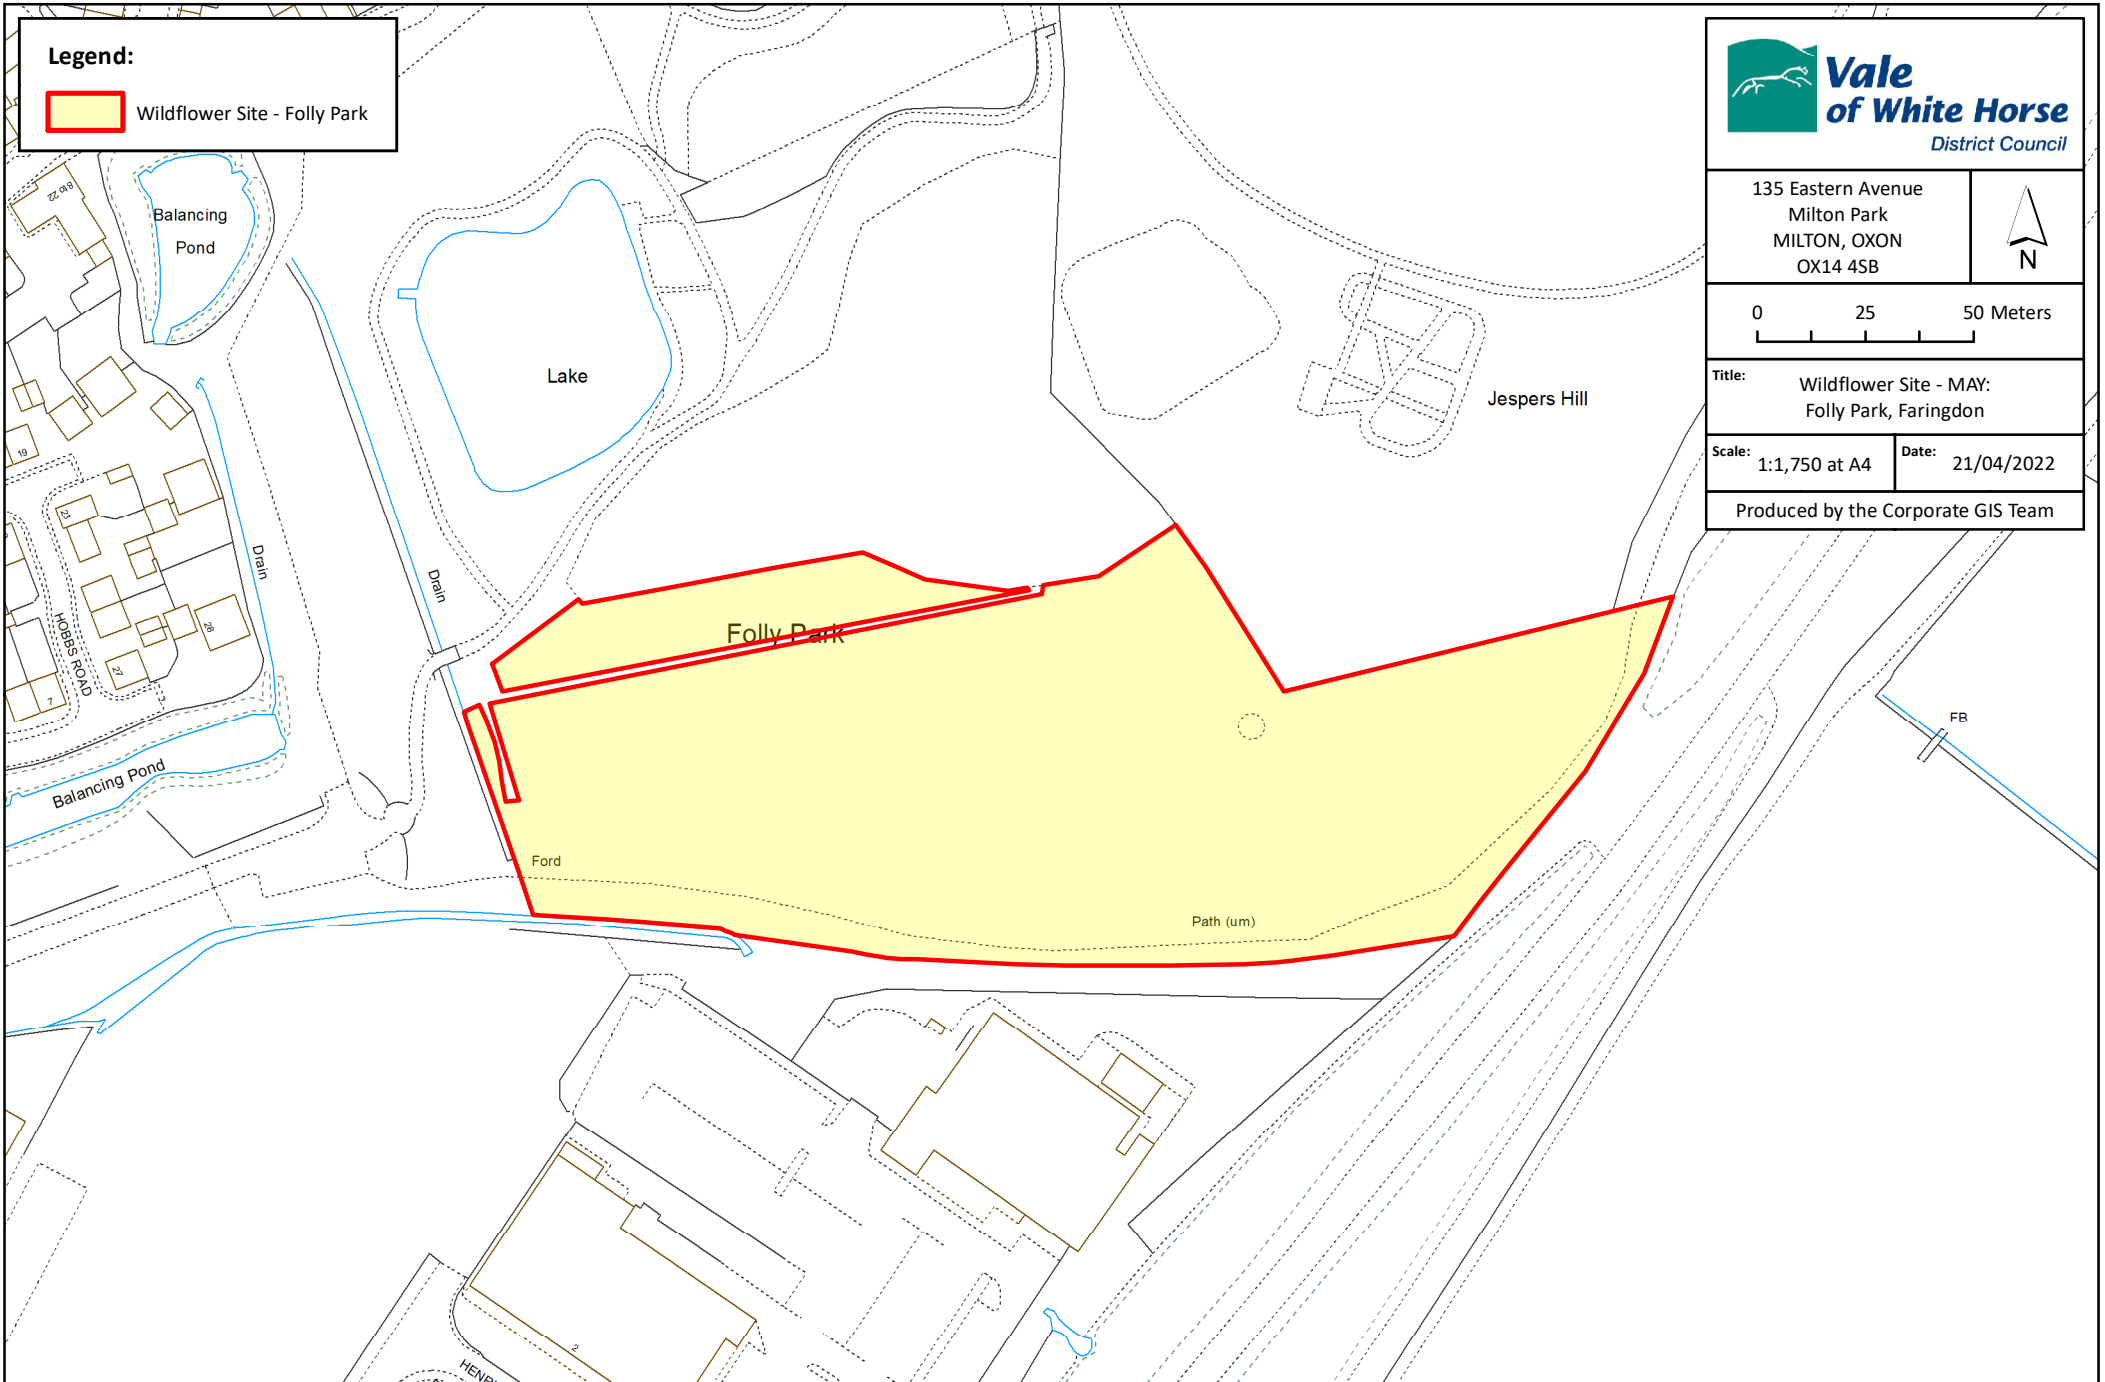 Legend:
Wildflower Site - Folly Park
Vale
of White Horse
District Council
135 Eastern Avenue
Milton Park
MILTON, OXON
OX14 4SB
N
0 25 50 Meters
Title:
Wildflower Site - MAY:
Folly Park, Faringdon
Scale: 1:1,750 at A4
Date: 21/04/2022
Produced by the Corporate GIS Team
8 to 22
Balancing
Pond
Lake
Jespers Hill
19
23
Drain
Drain
HOBBS ROAD
28
27
7
Folly Park
FB
Balancing Pond
Ford
Path (um)
2